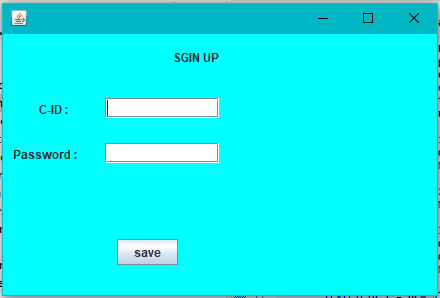 SGIN UP
C-ID :
Password :
save